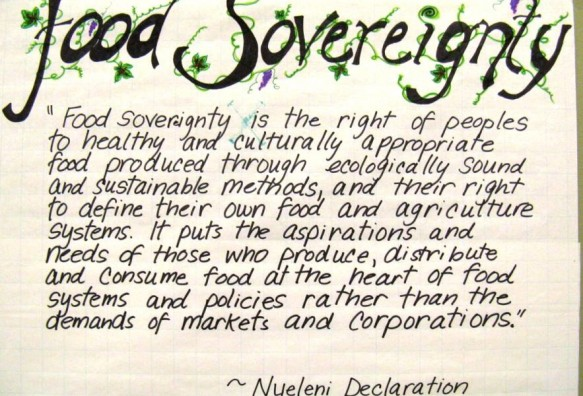 Food Sovereignty
"Food Soverignty is the right of peoples
to healthy and culturally appropriate
food produced through ecologically sound
and sustainable methods, and their right
to define their own food and agriculture
systems. It puts the aspirations and
needs of those who produce, distribute
and consume food at the heart of food
systems and policies rather than the
demands of markets and corporations."
~ Nyeleni Declaration